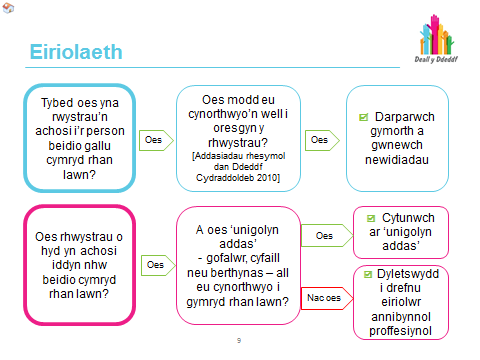 Eiriolaeth
Deall y Ddeddf
Tybed oes yna
rwystrau'n
achosi i'r person
beidio gallu
cymryd rhan
lawn?
Oes
Oes modd eu
cynorthwyo'n well i
oresgyn y
rhwystrau?
[Addasiadau rhesymol
dan Ddeddf
Cydraddoldeb 2010]
Oes
Darparwch
gymorth a
gwnewch
newidiadau
Oes rhwystrau o
hyd yn achosi
iddyn nhw
beidio cymryd
rhan lawn?
Oes
A oes 'unigolyn
addas'
- gofalwr, cyfaill
neu berthynas – all
eu cynorthwyo i
gymryd rhan lawn?
Oes
Cytunwch
ar 'unigolyn
addas'
Nac oes
Dyletswydd
i drefnu
eiriolwr
annibynnol
proffesiynol
9